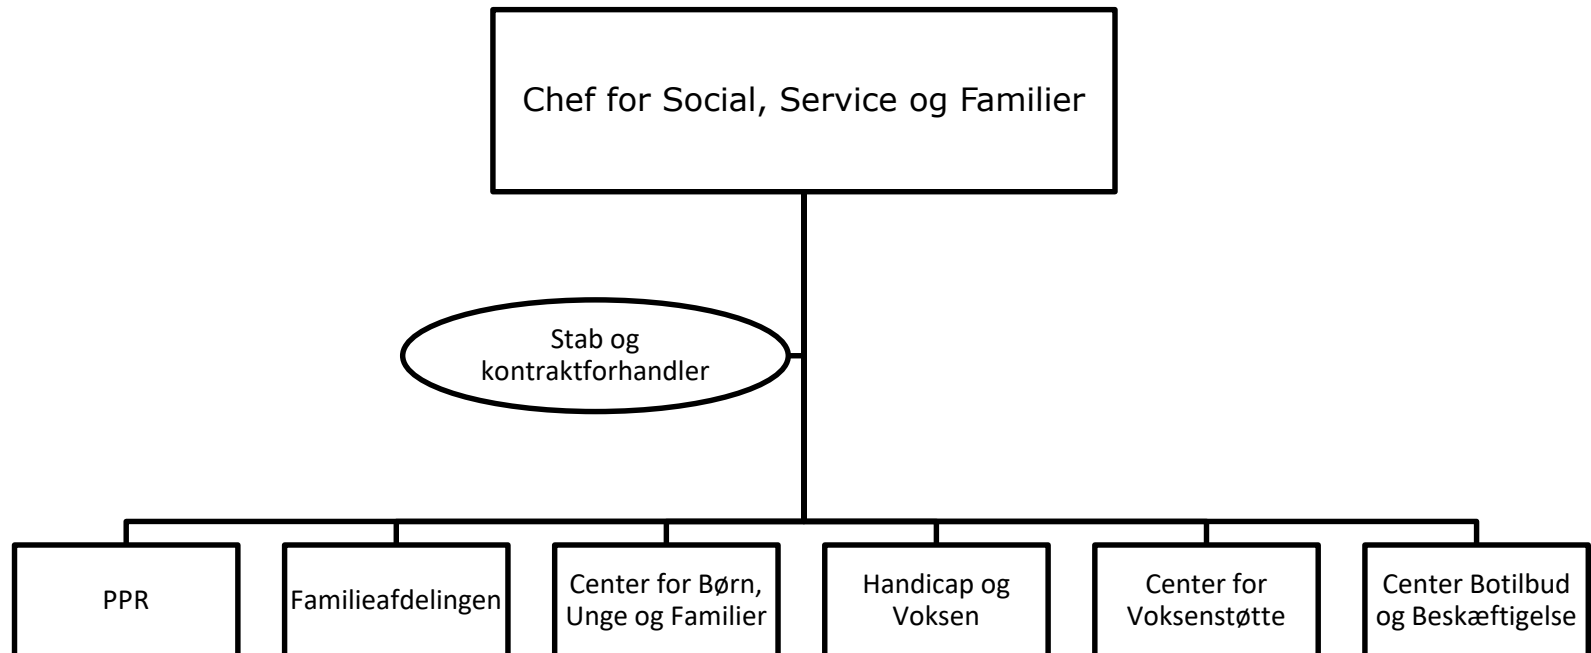 Chef for Social, Service og Familier
Stab og
kontraktforhandler
PPR
Familieafdelingen
Center for Børn,
Unge og Familier
Handicap og
Voksen
Center for
Voksenstøtte
Center Botilbud
og Beskæftigelse